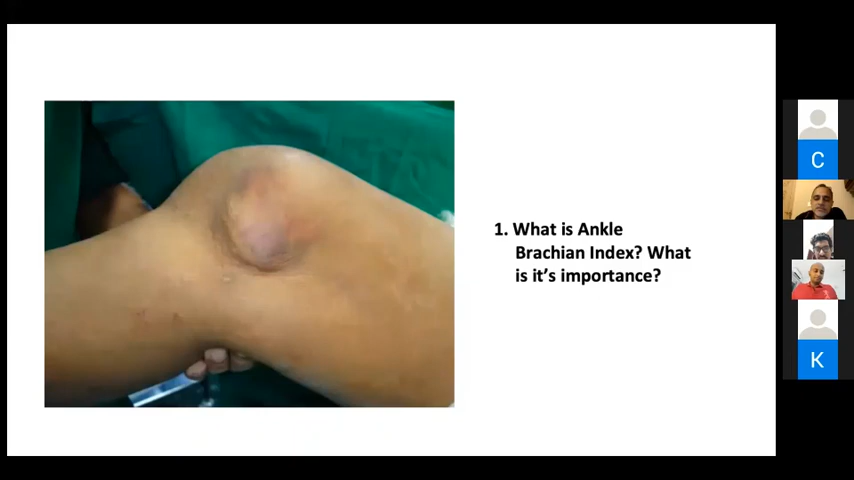 1. What is Ankle
Brachian Index? What
is it's importance?
C
K